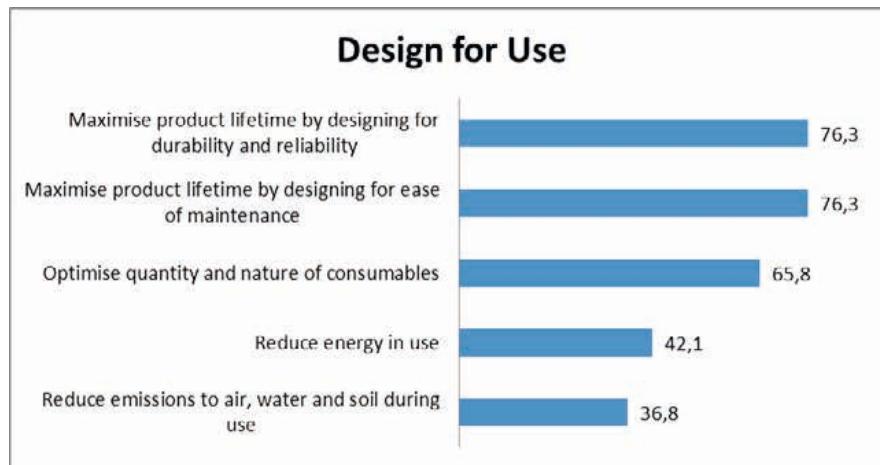 Design for Use
Maximise product lifetime by designing for
durability and reliability
76,3
Maximise product lifetime by designing for ease
of maintenance
76,3
Optimise quantity and nature of consumables
65,8
Reduce energy in use
42,1
Reduce emissions to air, water and soil during
use
36,8